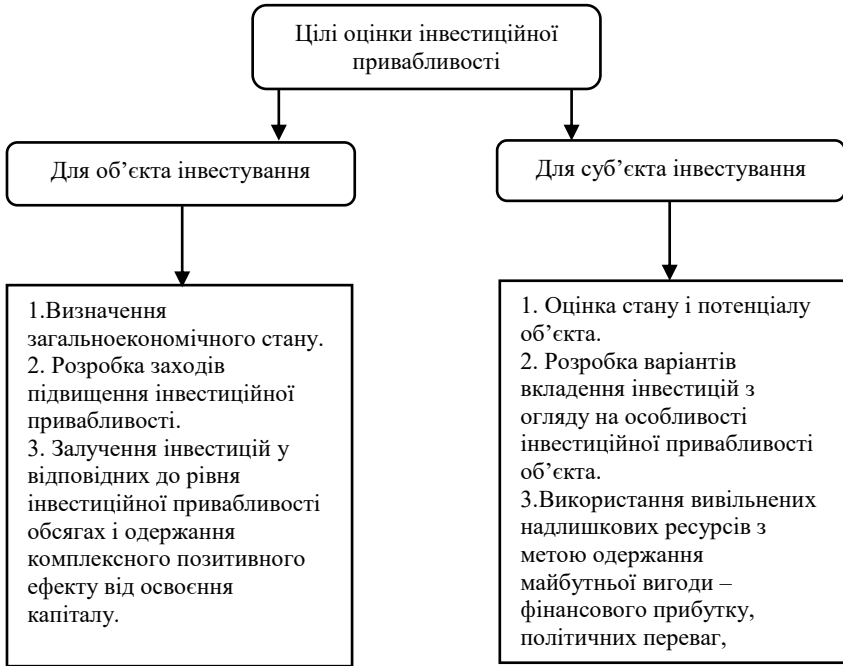 Цілі оцінки інвестиційної
привабливості
Для об’єкта інвестування
Для суб’єкта інвестування
1.Визначення
загальноекономічного стану.
2. Розробка заходів
підвищення інвестиційної
привабливості.
3. Залучення інвестицій у
відповідних до рівня
інвестиційної привабливості
обсягах і одержання
комплексного позитивного
ефекту від освоєння
капіталу.
1. Оцінка стану і потенціалу
об’єкта.
2. Розробка варіантів
вкладення інвестицій з
огляду на особливості
інвестиційної привабливості
об’єкта.
3.Використання вивільнених
надлишкових ресурсів з
метою одержання
майбутньої вигоди –
фінансового прибутку,
політичних переваг,